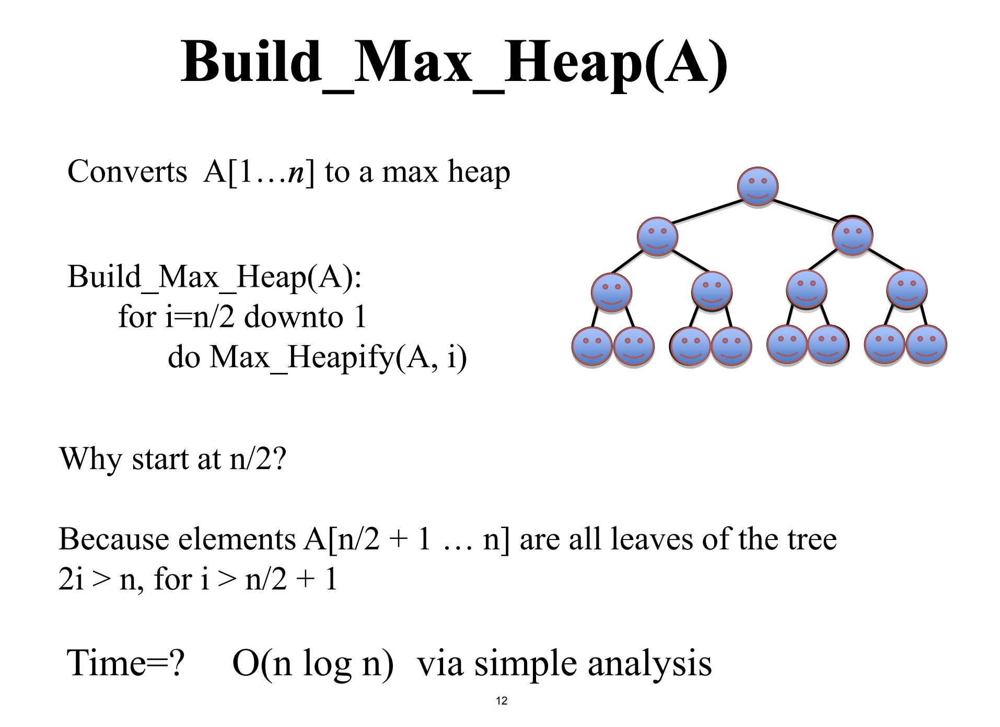 Build_Max_Heap(A)
Converts A[1…n] to a max heap
Build_Max_Heap(A):
for i=n/2 downto 1
do Max_Heapify(A, i)
Why start at n/2?
Because elements A[n/2 + 1 … n] are all leaves of the tree
2i > n, for i > n/2 + 1
Time=? O(n log n) via simple analysis
12